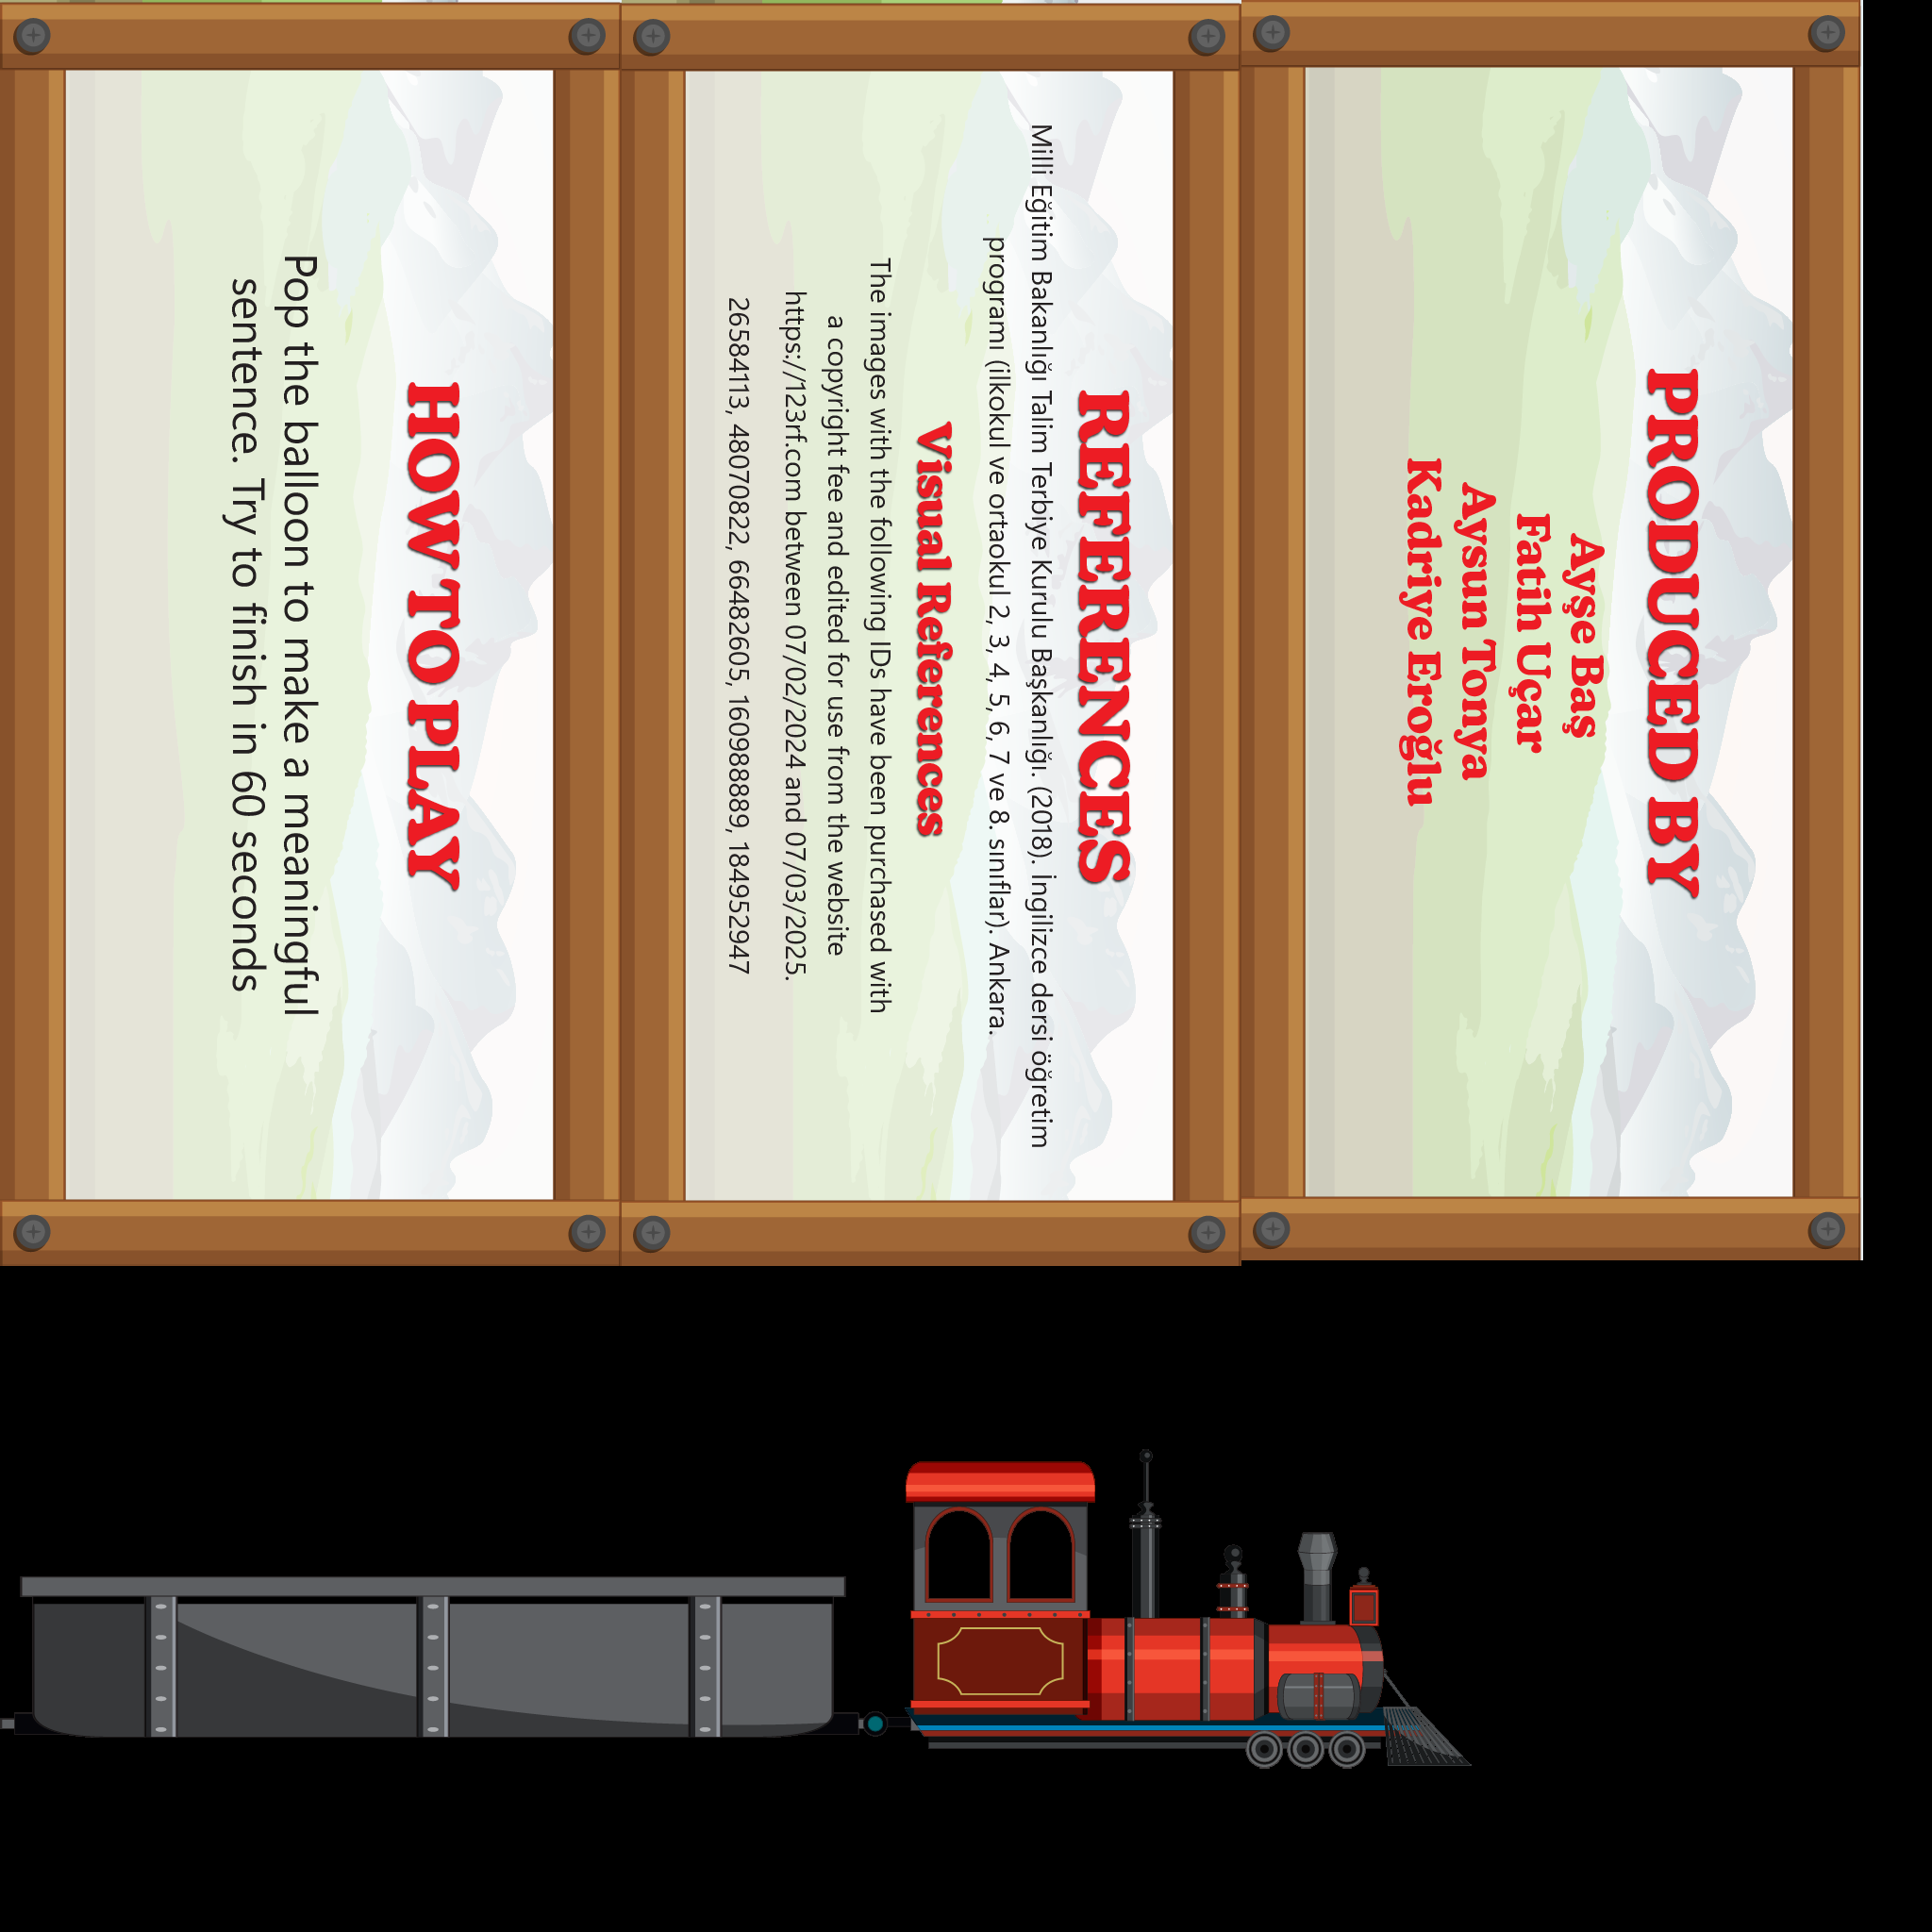 HOW TO PLAY
Pop the balloon to make a meaningful
sentence. Try to finish in 60 seconds
REFERENCES
Milli Eğitim Bakanlığı Talim Terbiye Kurulu Başkanlığı. (2018). İngilizce dersi öğretim
programı (ilkokul ve ortaokul 2, 3, 4, 5, 6, 7 ve 8. sınıflar). Ankara.
Visual References
The images with the following IDs have been purchased with
a copyright fee and edited for use from the website
https://123rf.com between 07/02/2024 and 07/03/2025.
26584113, 48070822, 66482605, 160988889, 184952947
PRODUCED BY
Ayşe Baş
Fatih Uçar
Aysun Tonya
Kadriye Eroğlu